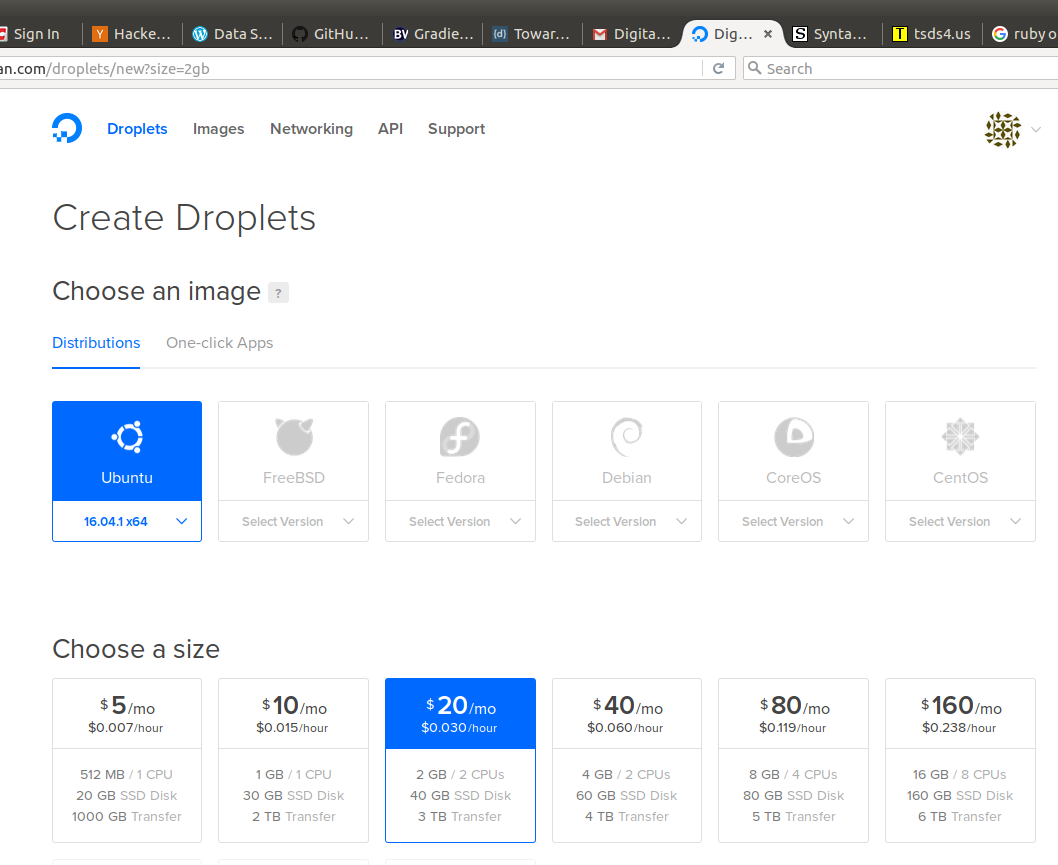 Sign In Hacke... Data S... GitHu... BV Gradie... {d} Towar... Digita... Dig... S Synta... T tsds4.us ruby o
an.com/droplets/new?size=2gb Search
Droplets Images Networking API Support
Create Droplets
Choose an image ?
Distributions One-click Apps
Ubuntu FreeBSD Fedora Debian CoreOS CentOS
16.04.1 x64 Select Version Select Version Select Version Select Version Select Version
Choose a size
$5/mo $10/mo $20/mo $40/mo $80/mo $160/mo
$0.007/hour $0.015/hour $0.030/hour $0.060/hour $0.119/hour $0.238/hour
512 MB / 1 CPU 1 GB / 1 CPU 2 GB / 2 CPUs 4 GB / 2 CPUs 8 GB / 4 CPUs 16 GB / 8 CPUs
20 GB SSD Disk 30 GB SSD Disk 40 GB SSD Disk 60 GB SSD Disk 80 GB SSD Disk 160 GB SSD Disk
1000 GB Transfer 2 TB Transfer 3 TB Transfer 4 TB Transfer 5 TB Transfer 6 TB Transfer